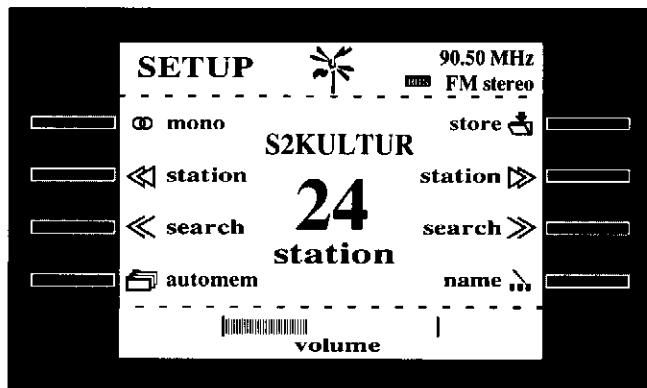 SETUP
90.50 MHz
RDS FM stereo
mono
store
S2KULTUR
station
station
24
search
search
station
automem
name
volume